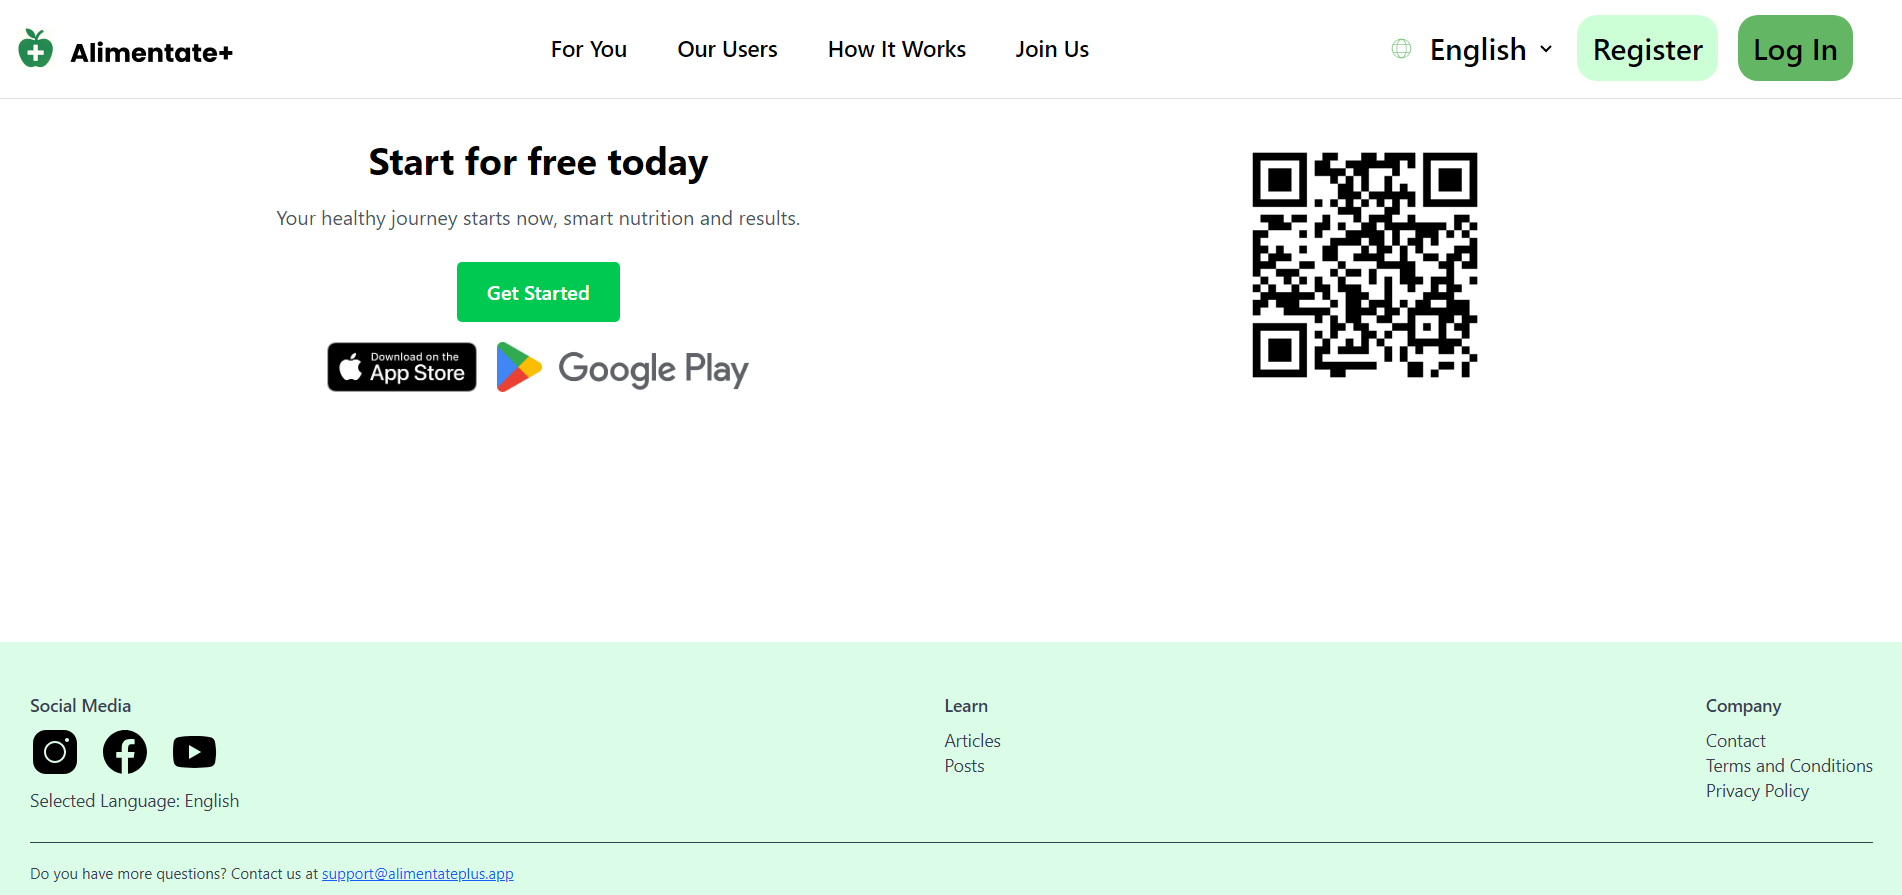 Alimentate+
For You
Our Users
How It Works
Join Us
English
Register
Log In
Start for free today
Your healthy journey starts now, smart nutrition and results.
Get Started
Download on the
App Store
Google Play
Social Media
Selected Language: English
Learn
Articles
Posts
Company
Contact
Terms and Conditions
Privacy Policy
Do you have more questions? Contact us at support@alimentateplus.app